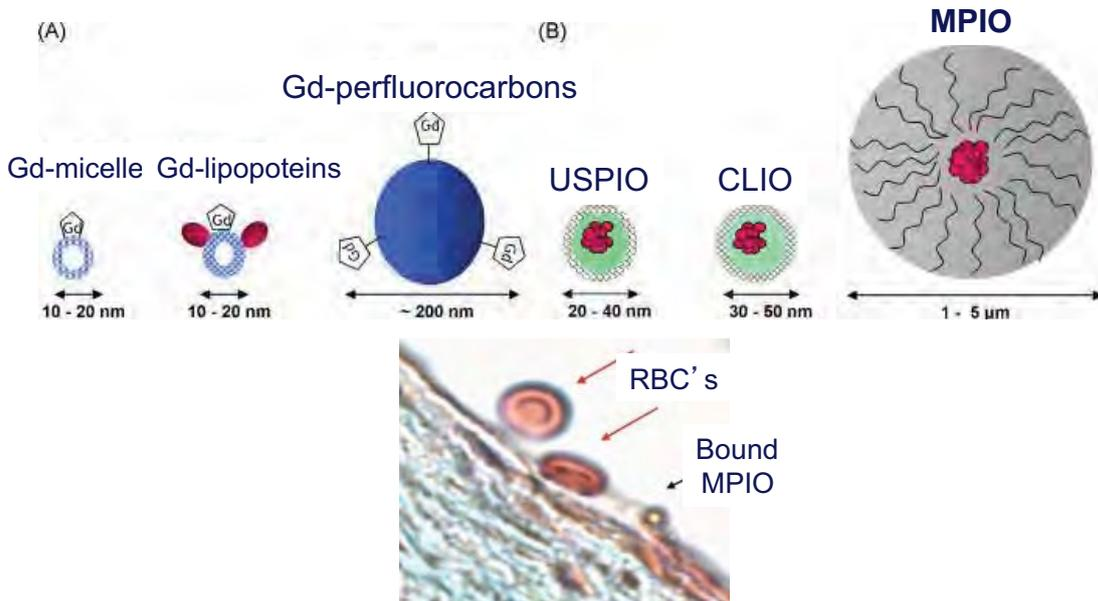 (A)
(B)
MPIO
Gd-perfluorocarbons
Gd-micelle
Gd-lipopoteins
USPIO
CLIO
Gd
Gd
Gd
Gd
Gd
10 - 20 nm
10 - 20 nm
~ 200 nm
20 - 40 nm
30 - 50 nm
1 - 5 µm
RBC's
Bound
MPIO